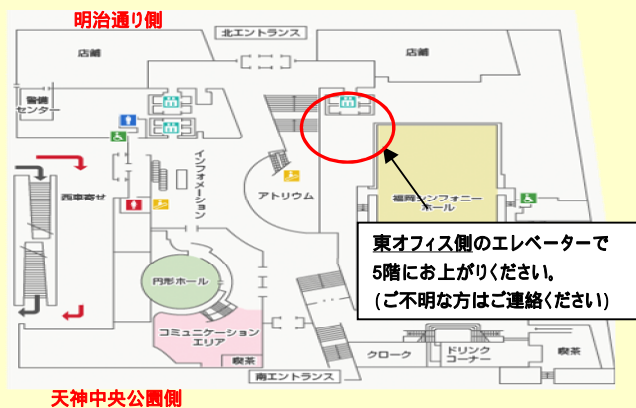 明治通り側
北エントランス
店舗
店舗
警備
センター
インフォメーション
アトリウム
西車寄せ
福岡シンフォニー
ホール
東オフィス側のエレベーターで
5階にお上がりください。
(ご不明な方はご連絡ください)
円形ホール
コミュニケーション
エリア
喫茶
クローク
ドリンク
コーナー
喫茶
南エントランス
天神中央公園側